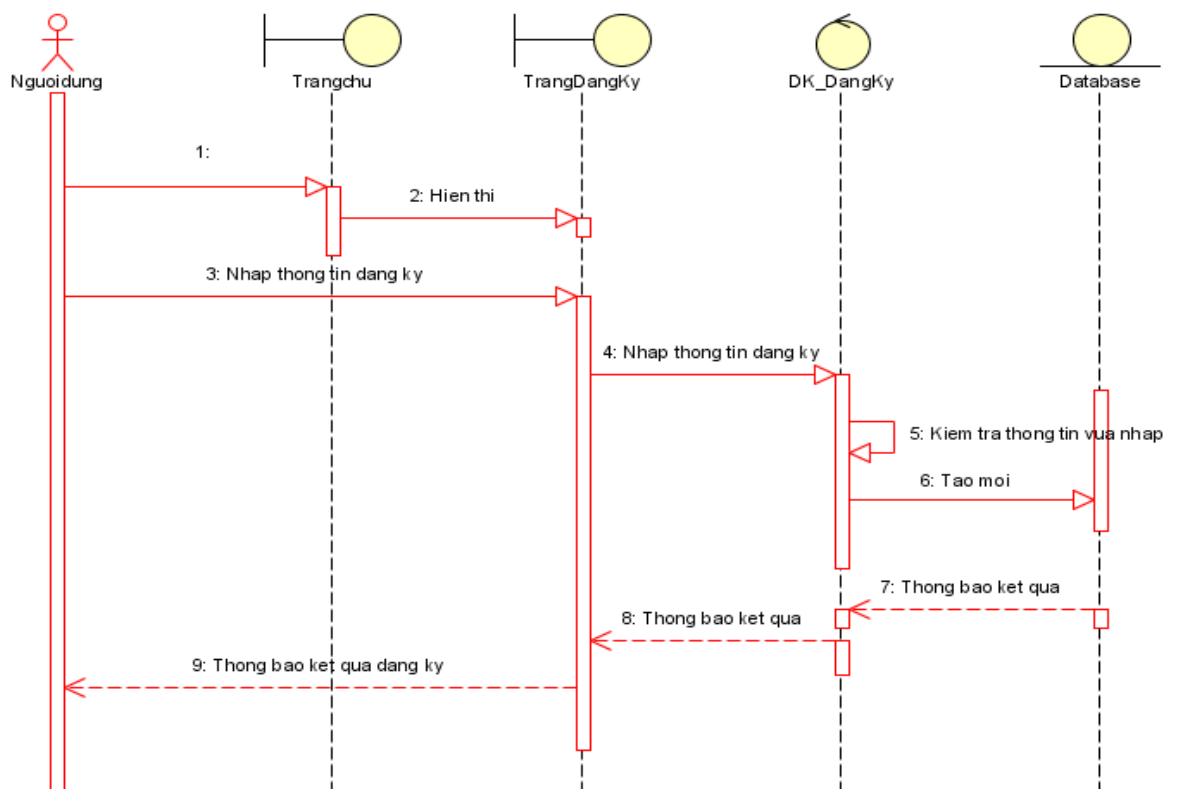 Nguoidung
Trangchu
TrangDangKy
DK_DangKy
Database
1:
2: Hien thi
3: Nhap thong tin dang ky
4: Nhap thong tin dang ky
5: Kiem tra thong tin vua nhap
6: Tao moi
7: Thong bao ket qua
8: Thong bao ket qua
9: Thong bao ket qua dang ky